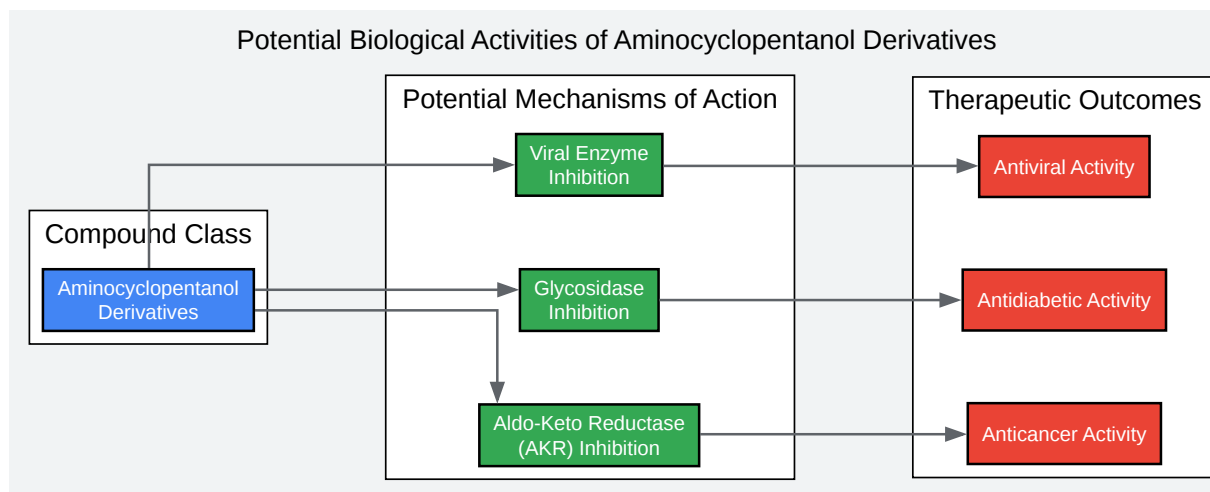 Potential Biological Activities of Aminocyclopentanol Derivatives
Compound Class
Aminocyclopentanol
Derivatives
Potential Mechanisms of Action
Viral Enzyme
Inhibition
Glycosidase
Inhibition
Aldo-Keto Reductase
(AKR) Inhibition
Therapeutic Outcomes
Antiviral Activity
Antidiabetic Activity
Anticancer Activity